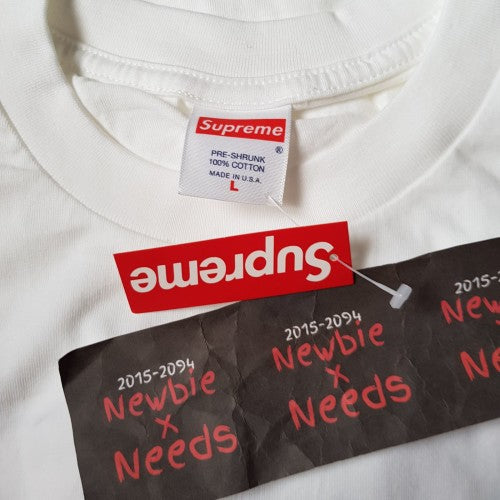 Supreme
®
PRE-SHRUNK
100% COTTON
MADE IN U.S.A.
L
Supreme
2015-2094
Newbie
x
Needs
2015-2094
Newbie
x
Needs
2015-2
Newbie
x
Needs